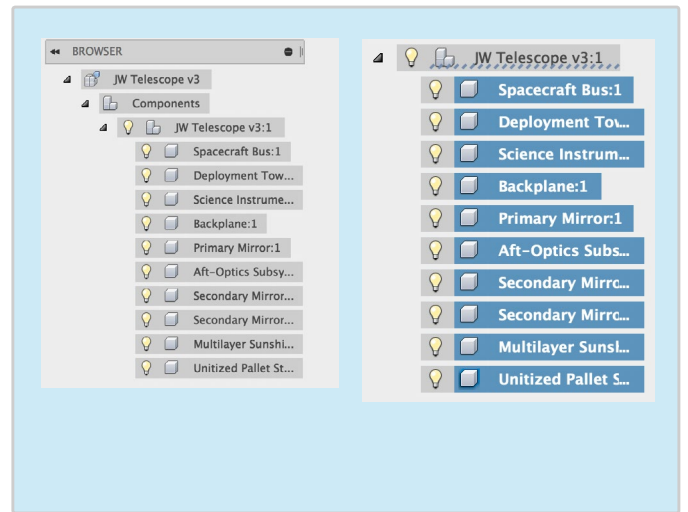 BROWSER
JW Telescope v3
Components
JW Telescope v3:1
Spacecraft Bus:1
Deployment Tow...
Science Instrume...
Backplane:1
Primary Mirror:1
Aft-Optics Subsy...
Secondary Mirror...
Secondary Mirror...
Multilayer Sunshi...
Unitized Pallet St...
JW Telescope v3:1
Spacecraft Bus:1
Deployment Tow...
Science Instrum...
Backplane:1
Primary Mirror:1
Aft-Optics Subs...
Secondary Mirro...
Secondary Mirro...
Multilayer Sunsl...
Unitized Pallet S...